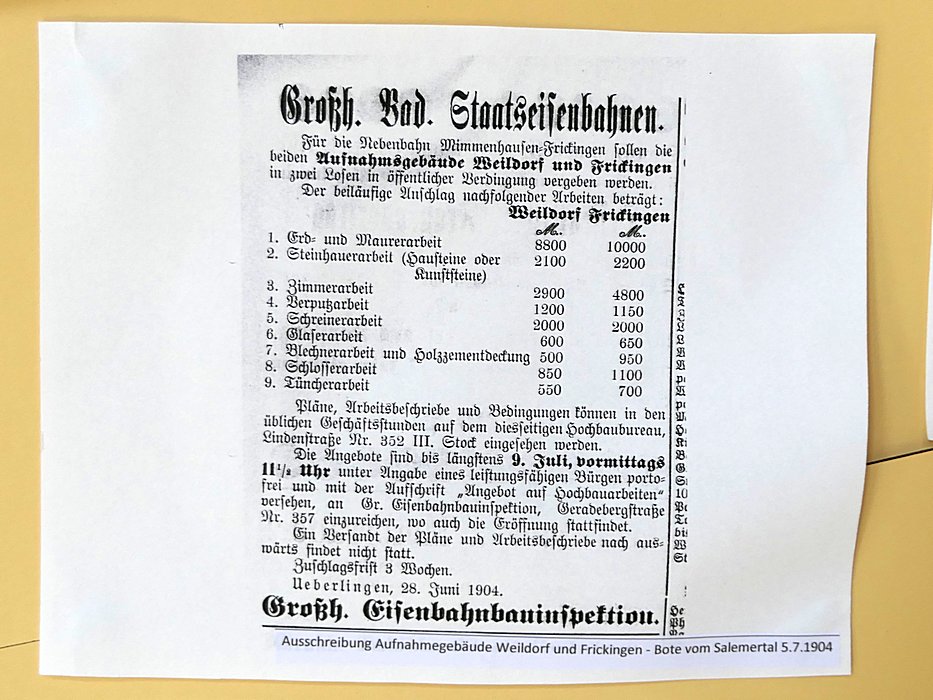 Großh. Bad. Staatseisenbahnen.
Für die Nebenbahn Mimmenhausen-Frickingen sollen die
beiden Aufnahmsgebäude Weildorf und Frickingen
in zwei Losen in öffentlicher Verdingung vergeben werden.
Der beiläufige Anschlag nachfolgender Arbeiten beträgt:
Weildorf Frickingen
M. M.
1. Erd- und Maurerarbeit 8800 10000
2. Steinhauerarbeit (Hausteine oder 2100 2200
Kunststeine)
3. Zimmerarbeit 2900 4800
4. Verputzarbeit 1200 1150
5. Schreinerarbeit 2000 2000
6. Glaserarbeit 600 650
7. Blechnerarbeit und Holzzementdeckung 500 950
8. Schlosserarbeit 850 1100
9. Tüncherarbeit 550 700
Pläne, Arbeitsbeschriebe und Bedingungen können in den
üblichen Geschäftsstunden auf dem diesseitigen Hochbaubureau,
Lindenstraße Nr. 352 III. Stock eingesehen werden.
Die Angebote sind bis längstens 9. Juli, vormittags
11½ Uhr unter Angabe eines leistungsfähigen Bürgen porto-
frei und mit der Aufschrift „Angebot auf Hochbauarbeiten"
versehen, an Gr. Eisenbahnbauinspektion, Geradebergstraße
Nr. 357 einzureichen, wo auch die Eröffnung stattfindet.
Ein Versandt der Pläne und Arbeitsbeschriebe nach aus-
wärts findet nicht statt.
Zuschlagsfrist 3 Wochen.
Ueberlingen, 28. Juni 1904.
Großh. Eisenbahnbauinspektion.
Ausschreibung Aufnahmegebäude Weildorf und Frickingen - Bote vom Salemertal 5.7.1904